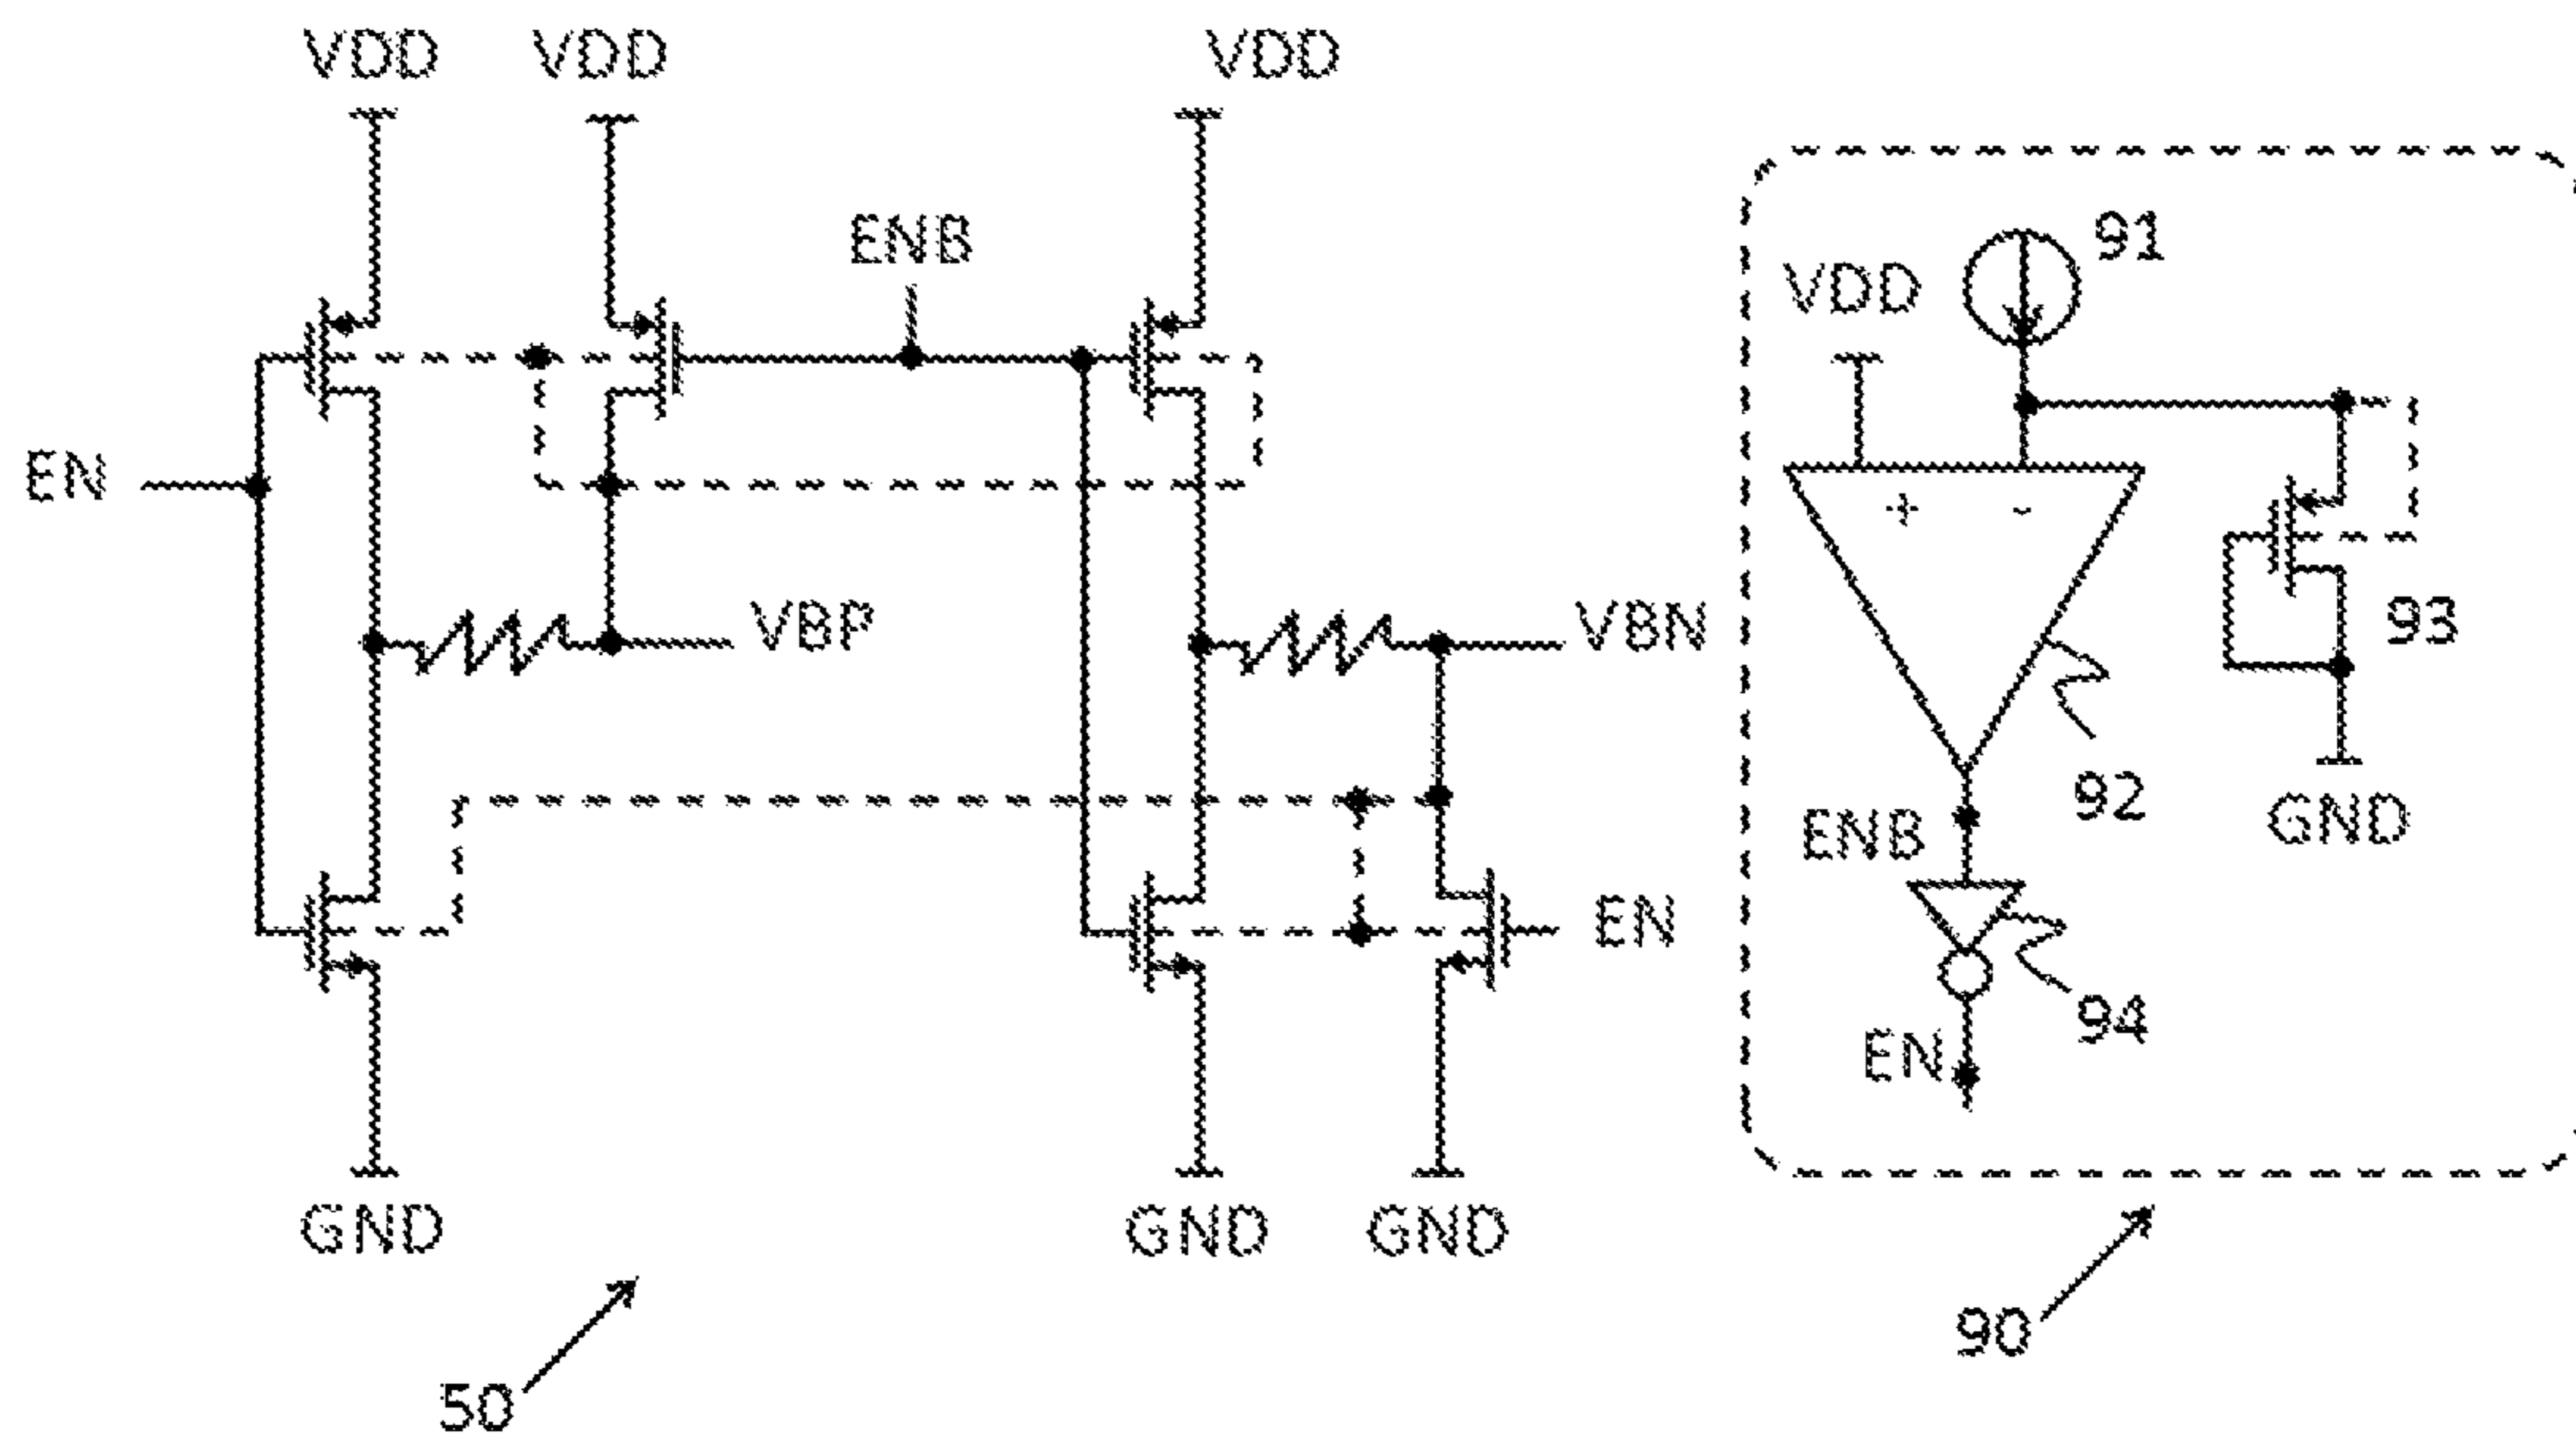 VDD VDD VDD
ENB 91
VDD
EN
+ -
VBP VBN 93
92
ENB GND
EN
94
EN
GND GND GND
90
50